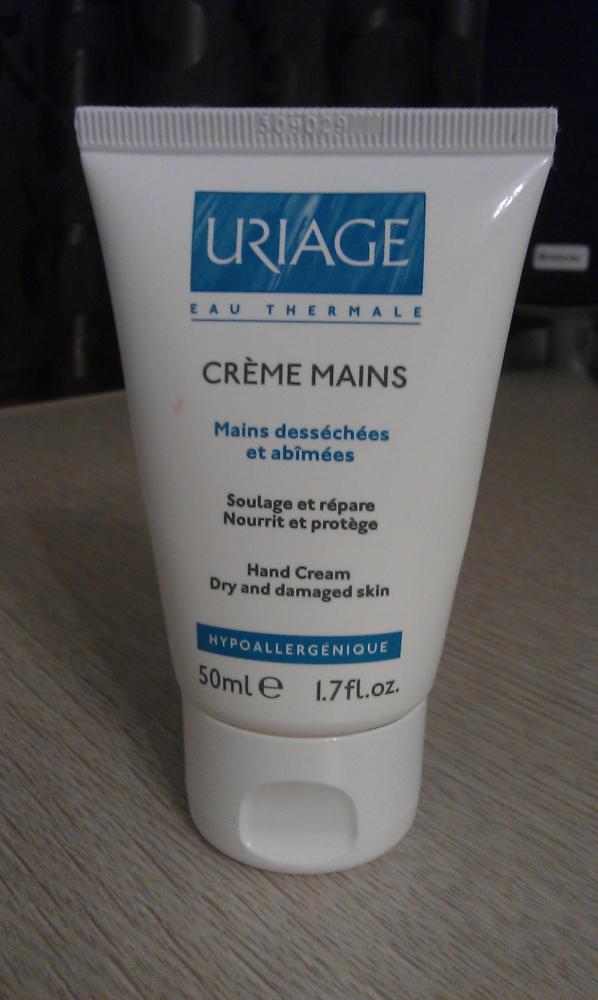 309029
URIAGE
EAU THERMALE
CRÈME MAINS
Mains desséchées
et abîmées
Soulage et répare
Nourrit et protège
Hand Cream
Dry and damaged skin
HYPOALLERGÉNIQUE
50ml e 1.7fl.oz.